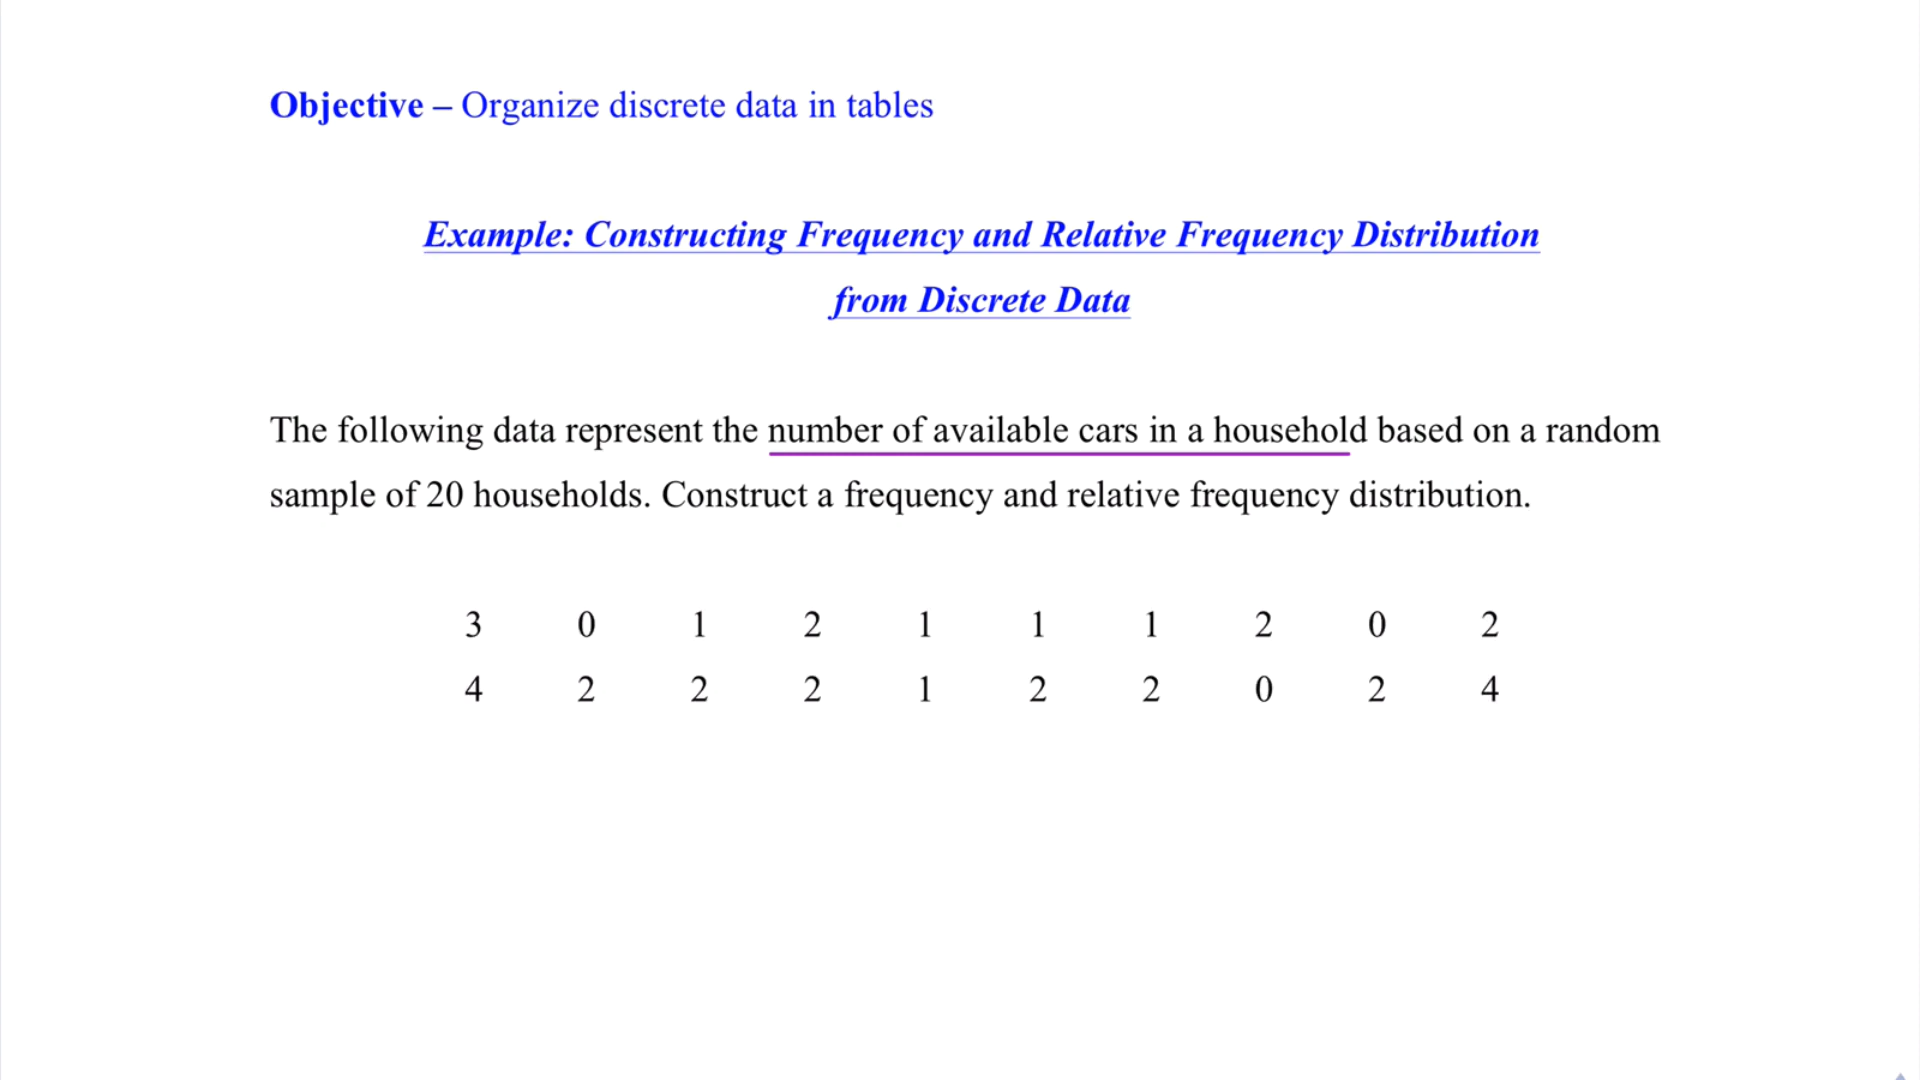 Objective – Organize discrete data in tables
Example: Constructing Frequency and Relative Frequency Distribution
from Discrete Data
The following data represent the number of available cars in a household based on a random
sample of 20 households. Construct a frequency and relative frequency distribution.
3 0 1 2 1 1 1 2 0 2
4 2 2 2 1 2 2 0 2 4